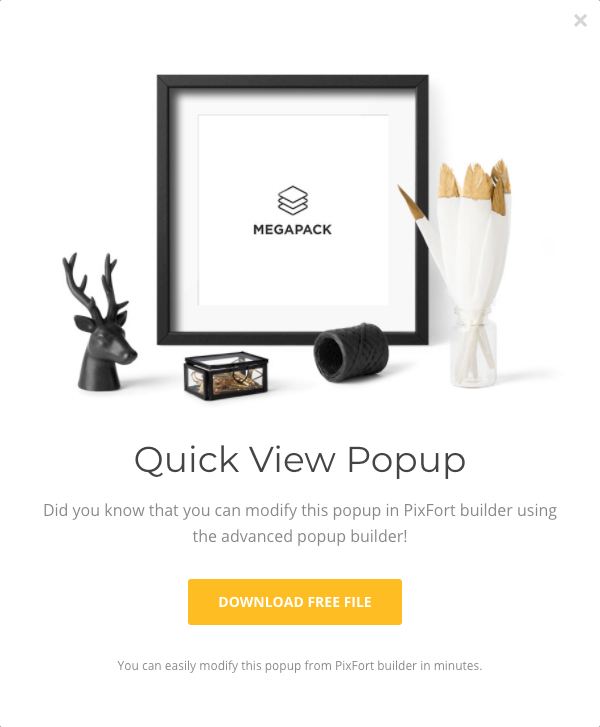 MEGAPACK
Quick View Popup
Did you know that you can modify this popup in PixFort builder using
the advanced popup builder!
DOWNLOAD FREE FILE
You can easily modify this popup from PixFort builder in minutes.